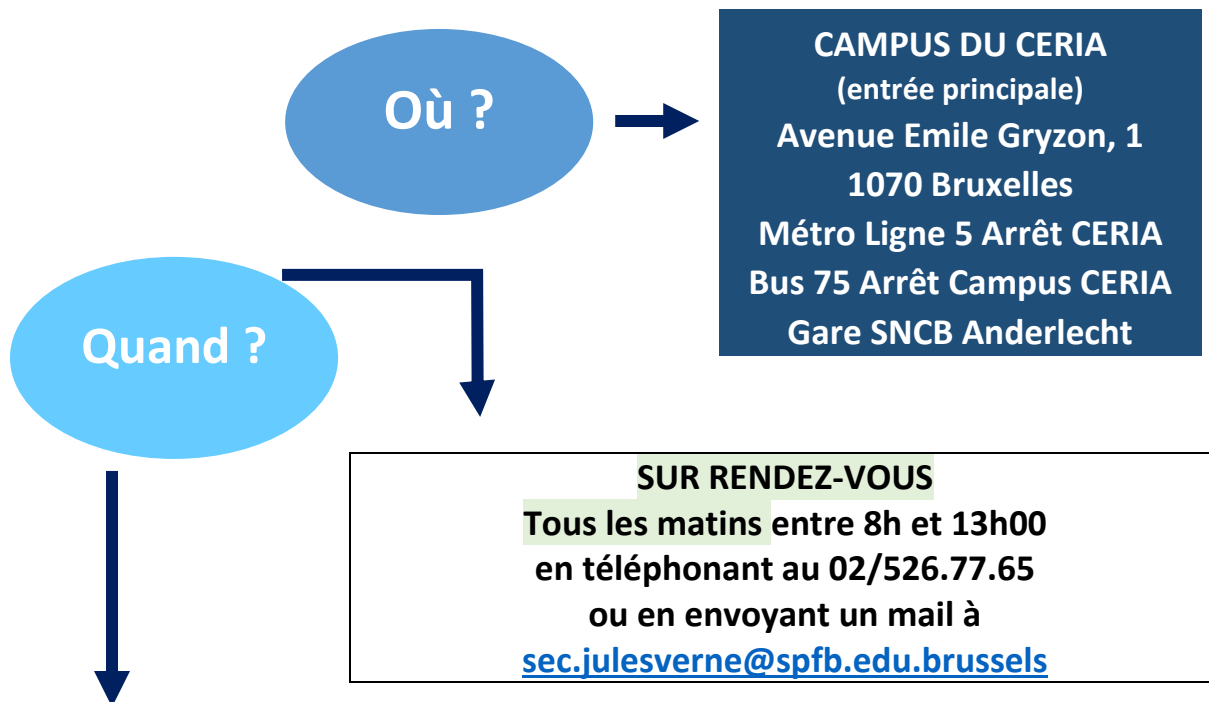 Où ?
CAMPUS DU CERIA
(entrée principale)
Avenue Emile Gryzon, 1
1070 Bruxelles
Métro Ligne 5 Arrêt CERIA
Bus 75 Arrêt Campus CERIA
Gare SNCB Anderlecht
Quand ?
SUR RENDEZ-VOUS
Tous les matins entre 8h et 13h00
en téléphonant au 02/526.77.65
ou en envoyant un mail à
sec.julesverne@spfb.edu.brussels